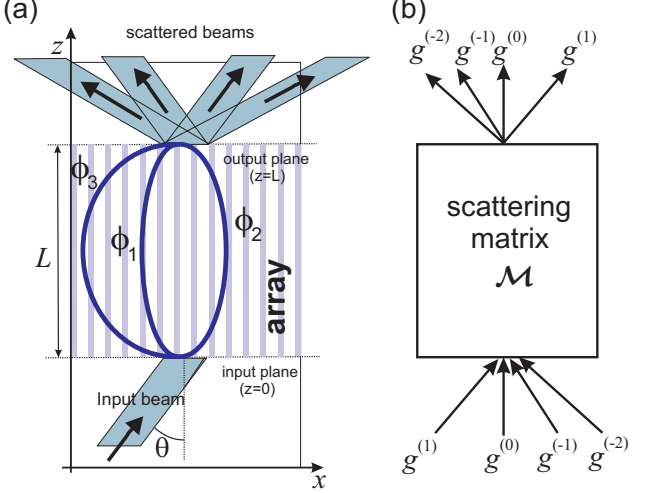 (a)
z
scattered beams
output plane
(z=L)
ϕ3
ϕ1
ϕ2
L
array
input plane
(z=0)
Input beam
θ
x
(b)
g(-2) g(-1) g(0) g(1)
scattering
matrix
ℳ
g(1) g(0) g(-1) g(-2)